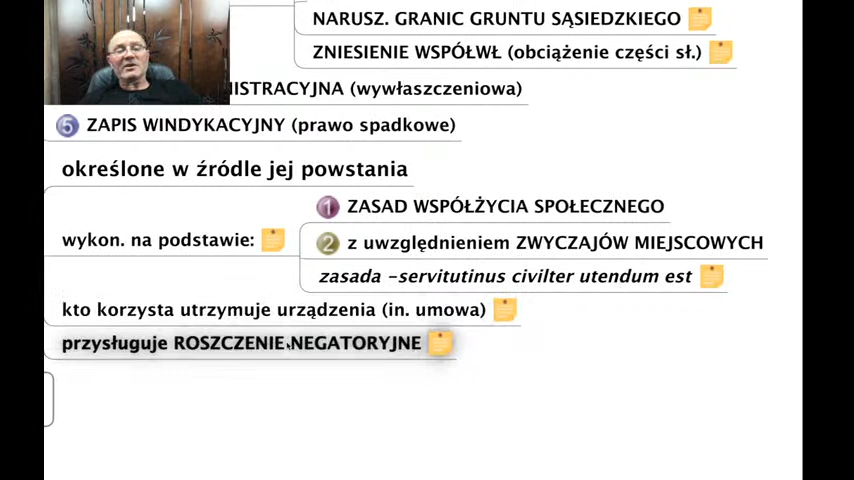 NARUSZ. GRANIC GRUNTU SĄSIEDZKIEGO
ZNIESIENIE WSPÓŁWŁ (obciążenie części sł.)
(wywłaszczeniowa)
5 ZAPIS WINDYKACYJNY (prawo spadkowe)
określone w źródle jej powstania
1 ZASAD WSPÓŁŻYCIA SPOŁECZNEGO
wykon. na podstawie:
2 z uwzględnieniem ZWYCZAJÓW MIEJSCOWYCH
zasada –servitutinus civilter utendum est
kto korzysta utrzymuje urządzenia (in. umowa)
przysługuje ROSZCZENIE NEGATORYJNE